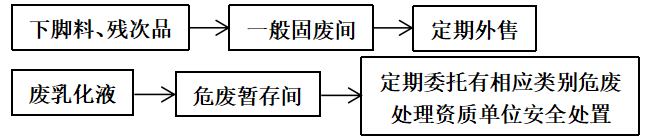 下脚料、残次品
一般固废间
定期外售
废乳化液
危废暂存间
定期委托有相应类别危废
处理资质单位安全处置